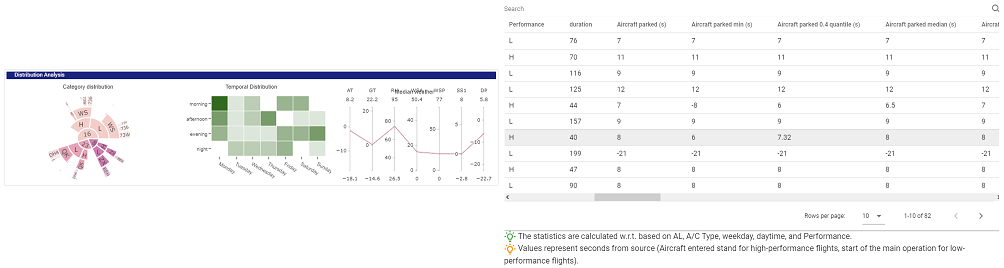 Distribution Analysis
Category distribution
WS
H
L
WS
16
L
73W
Temporal Distribution
morning
afternoon
evening
night
Monday
Tuesday
Wednesday
Thursday
Friday
Saturday
Sunday
Median weather
AT GT WSP SS1 DP
8.2 22.2 95 50.4 77 8 5.8
−18.1 −14.6 26.5 0 0 −2.8 −22.7
Search
Performance duration Aircraft parked (s) Aircraft parked min (s) Aircraft parked 0.4 quantile (s) Aircraft parked median (s)
L 76 7 7 7 7 7
H 70 11 11 11 11 11
L 116 9 9 9 9 9
L 125 12 12 12 12 12
H 44 7 -8 6 6.5 7
L 157 9 9 9 9 9
H 40 8 6 7.32 8 8
L 199 -21 -21 -21 -21 -21
H 47 8 8 8 8 8
L 90 8 8 8 8 8
Rows per page: 10 1-10 of 82
The statistics are calculated w.r.t. based on AL, A/C Type, weekday, daytime, and Performance.
Values represent seconds from source (Aircraft entered stand for high-performance flights, start of the main operation for low-
performance flights).